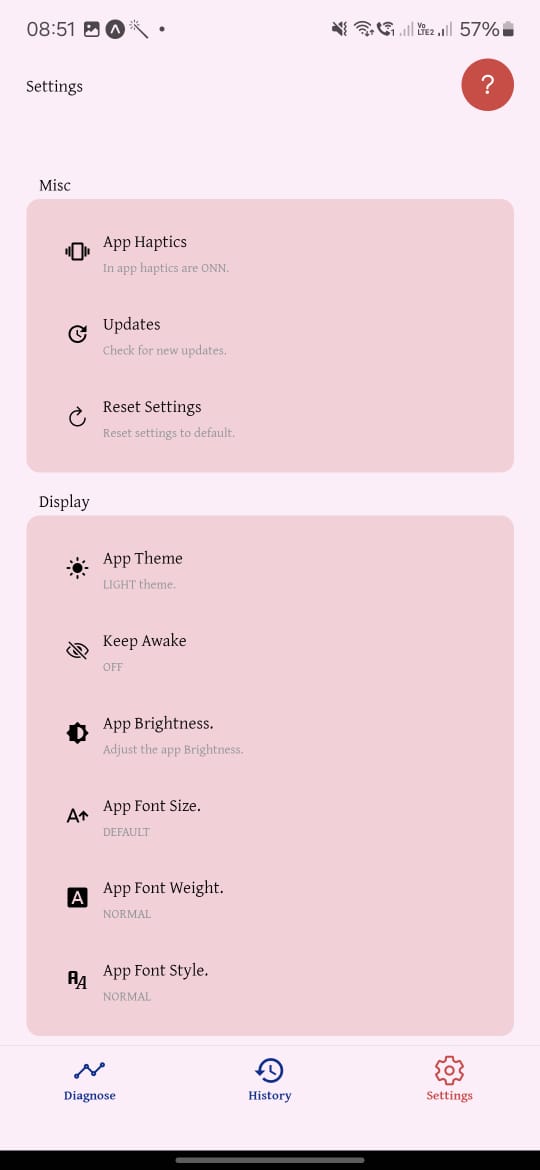 08:51
Vo
LTE2
57%
Settings
?
Misc
App Haptics
In app haptics are ONN.
Updates
Check for new updates.
Reset Settings
Reset settings to default.
Display
App Theme
LIGHT theme.
Keep Awake
OFF
App Brightness.
Adjust the app Brightness.
App Font Size.
DEFAULT
App Font Weight.
NORMAL
App Font Style.
NORMAL
Diagnose
History
Settings